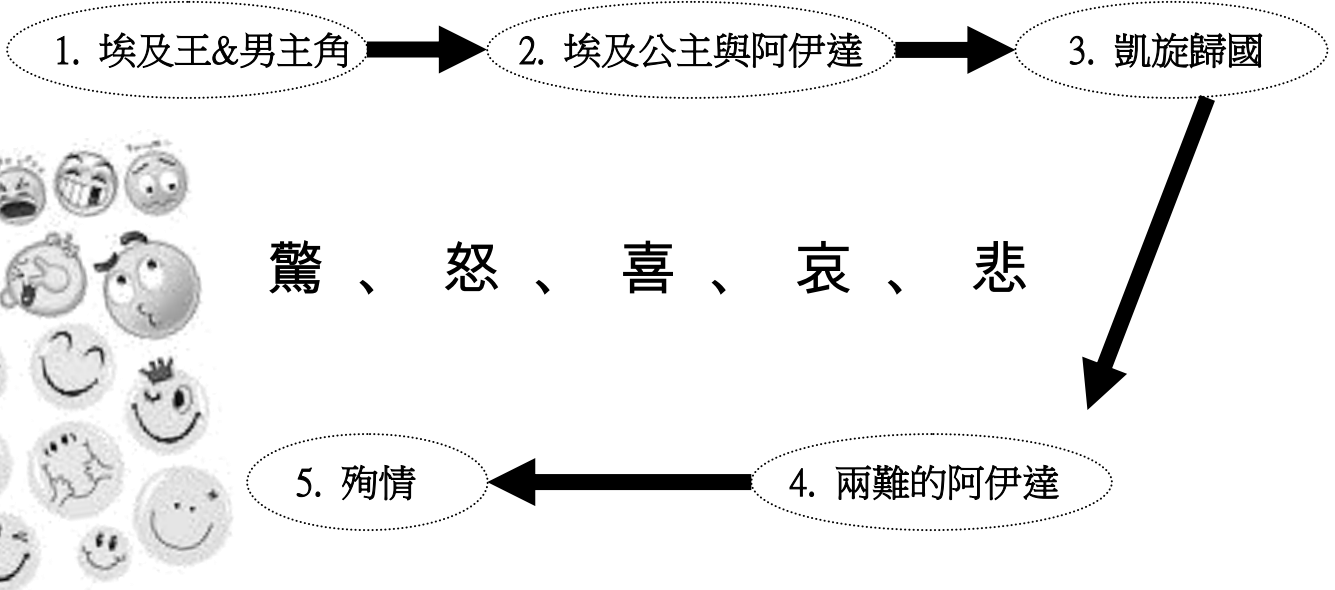 1. 埃及王&男主角
2. 埃及公主與阿伊達
3. 凱旋歸國
驚、怒、喜、哀、悲
5. 殉情
4. 兩難的阿伊達